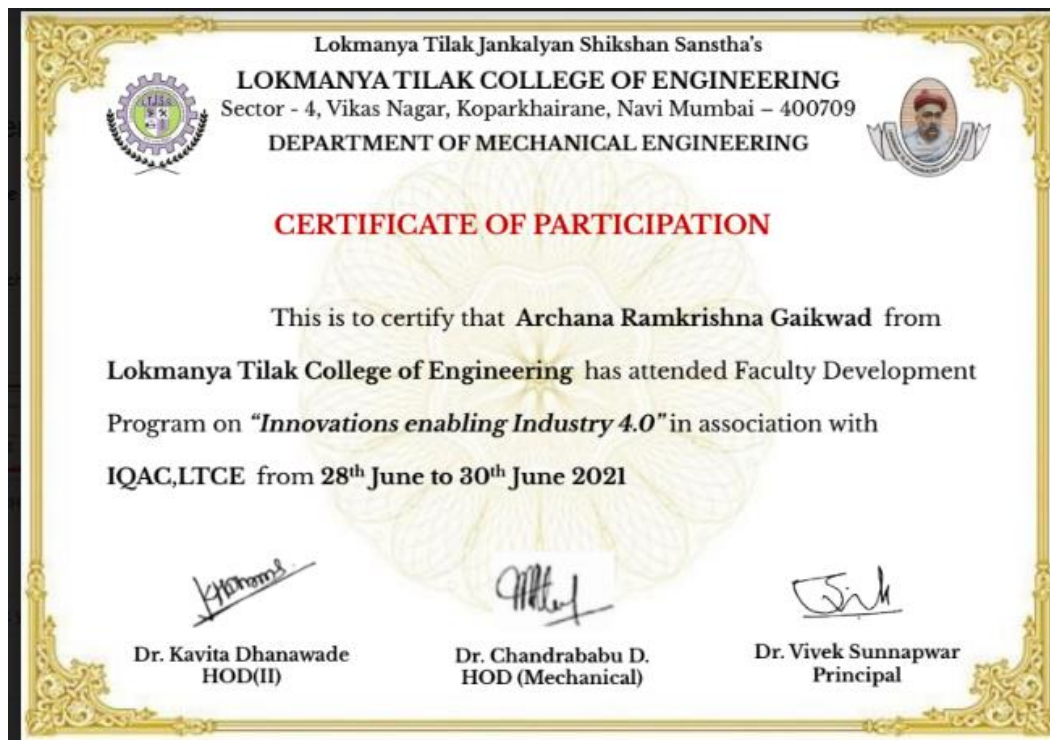 Lokmanya Tilak Jankalyan Shikshan Sanstha's
LOKMANYA TILAK COLLEGE OF ENGINEERING
Sector - 4, Vikas Nagar, Koparkhairane, Navi Mumbai – 400709
DEPARTMENT OF MECHANICAL ENGINEERING
CERTIFICATE OF PARTICIPATION
This is to certify that Archana Ramkrishna Gaikwad from
Lokmanya Tilak College of Engineering has attended Faculty Development
Program on “Innovations enabling Industry 4.0” in association with
IQAC,LTCE from 28th June to 30th June 2021
Dr. Kavita Dhanawade
HOD(II)
Dr. Chandrababu D.
HOD (Mechanical)
Dr. Vivek Sunnapwar
Principal